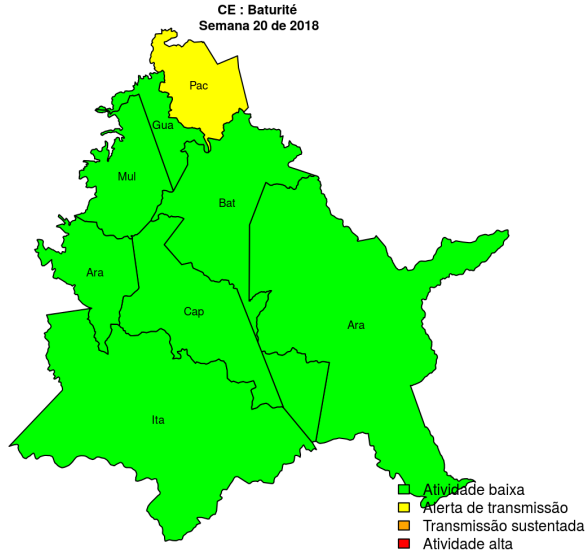 CE : Baturité
Semana 20 de 2018
Pac
Gua
Mul
Bat
Ara
Cap
Ara
Ita
Atividade baixa
Alerta de transmissão
Transmissão sustentada
Atividade alta